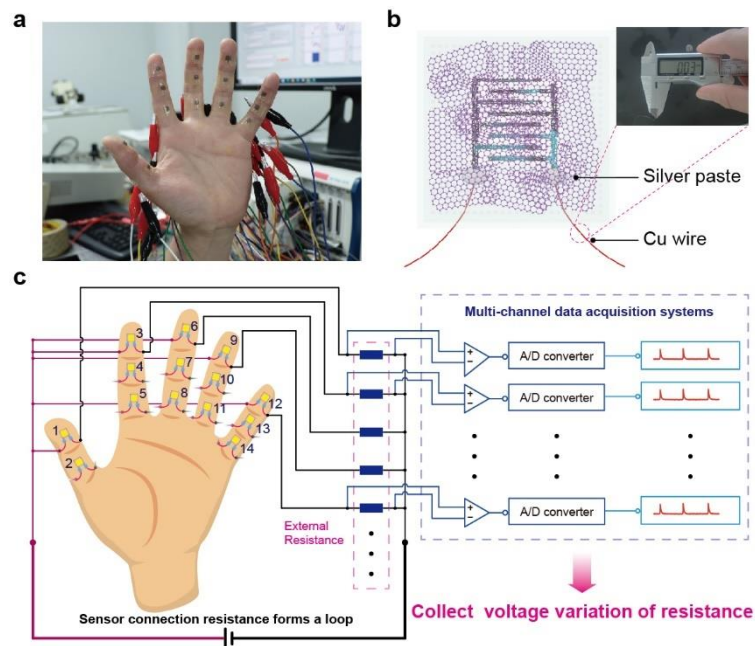 a
b
Silver paste
Cu wire
c
Multi-channel data acquisition systems
3
6
9
4
7
10
5
8
11
12
13
14
1
2
+
−
A/D converter
+
−
A/D converter
+
−
A/D converter
External
Resistance
Sensor connection resistance forms a loop
Collect voltage variation of resistance